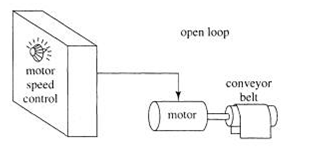 open loop
motor
speed
control
conveyor
belt
motor